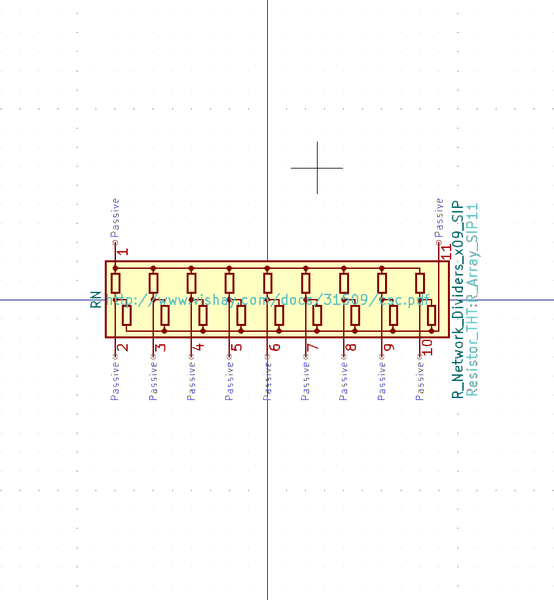 Passive
Passive
1
11
RN
http://www.vishay.com/docs/31509/csc.pdf
R_Network_Dividers_x09_SIP
Resistor_THT:R_Array_SIP11
2
3
4
5
6
7
8
9
10
Passive
Passive
Passive
Passive
Passive
Passive
Passive
Passive
Passive